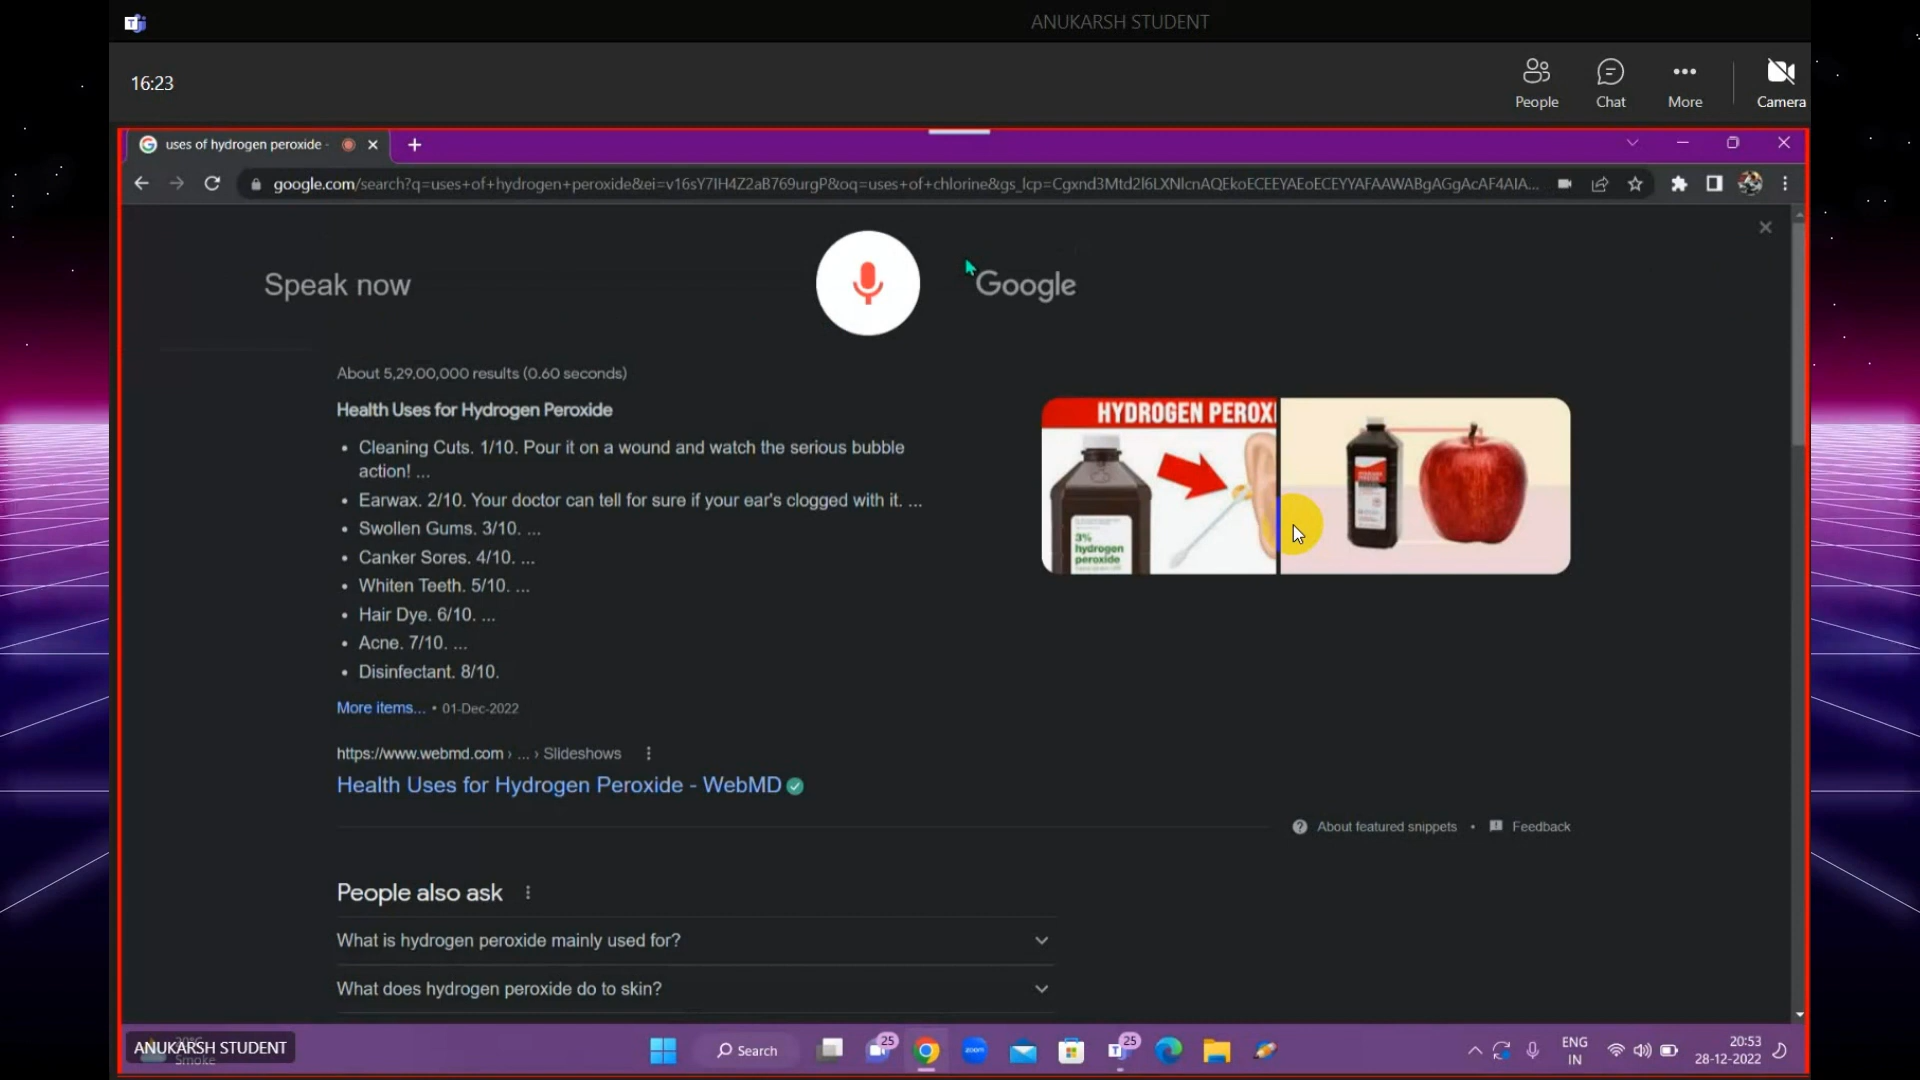 ANUKARSH STUDENT
16:23
People
Chat
More
Camera
uses of hydrogen peroxide -
google.com/search?q=uses+of+hydrogen+peroxide&ei=v16sY7IH4Z2aB769urgP&oq=uses+of+chlorine&gs_lcp=Cgxnd3Mtd2l6LXNlcnAQEkoECEEYAEoECEYYAFAAWABgAGgAcAF4AIA...
Speak now
Google
About 5,29,00,000 results (0.60 seconds)
Health Uses for Hydrogen Peroxide
• Cleaning Cuts. 1/10. Pour it on a wound and watch the serious bubble
action! ...
• Earwax. 2/10. Your doctor can tell for sure if your ear's clogged with it. ...
• Swollen Gums. 3/10. ...
• Canker Sores. 4/10. ...
• Whiten Teeth. 5/10. ...
• Hair Dye. 6/10. ...
• Acne. 7/10. ...
• Disinfectant. 8/10.
More items... • 01-Dec-2022
HYDROGEN PEROXI
3%
hydrogen
peroxide
https://www.webmd.com › ... › Slideshows
Health Uses for Hydrogen Peroxide - WebMD
About featured snippets • Feedback
People also ask
What is hydrogen peroxide mainly used for?
What does hydrogen peroxide do to skin?
ANUKARSH STUDENT
Smoke
Search
25
zoom
25
ENG
IN
20:53
28-12-2022